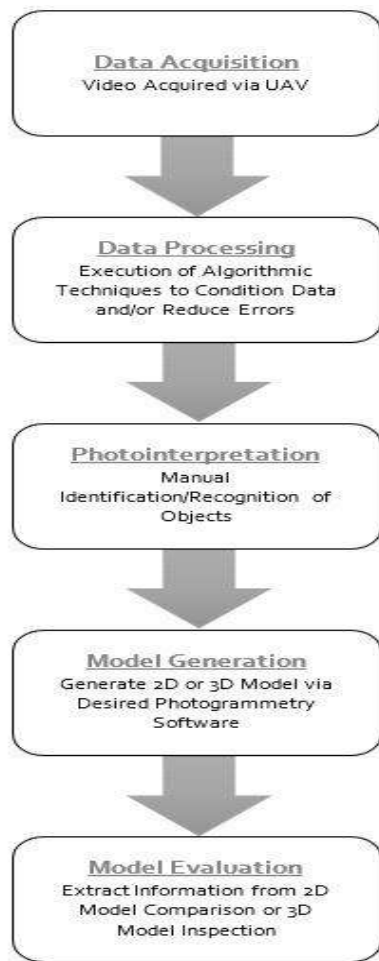 Data Acquisition
Video Acquired via UAV
Data Processing
Execution of Algorithmic
Techniques to Condition Data
and/or Reduce Errors
Photointerpretation
Manual
Identification/Recognition of
Objects
Model Generation
Generate 2D or 3D Model via
Desired Photogrammetry
Software
Model Evaluation
Extract Information from 2D
Model Comparison or 3D
Model Inspection